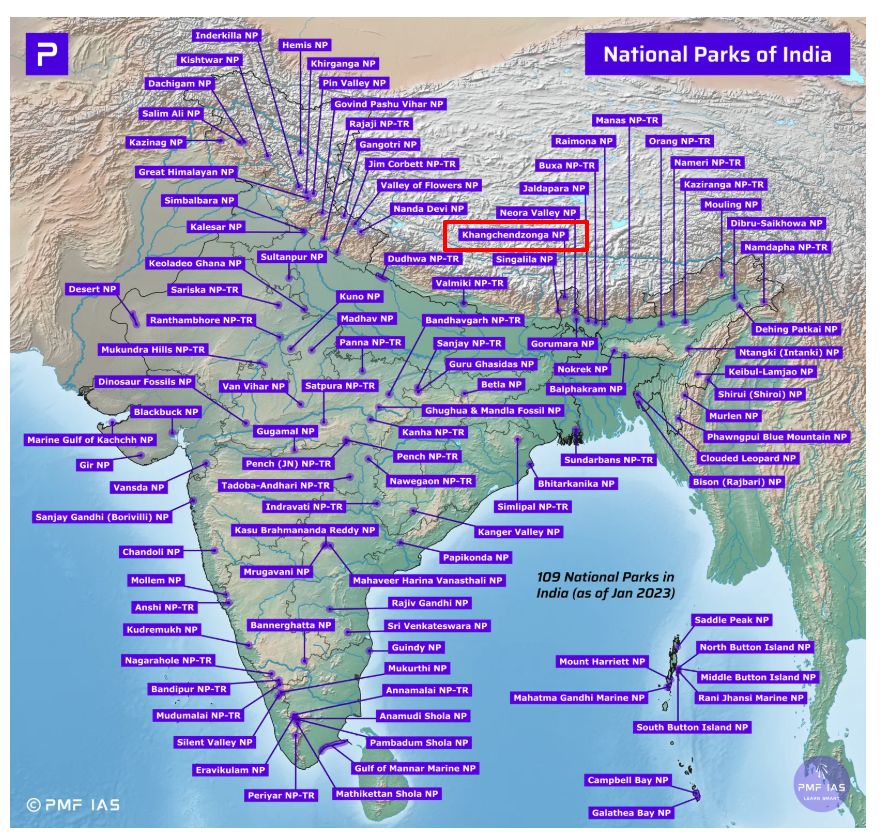 P
National Parks of India
Inderkilla NP
Hemis NP
Kishtwar NP
Khirganga NP
Dachigam NP
Pin Valley NP
Govind Pashu Vihar NP
Salim Ali NP
Rajaji NP-TR
Kazinag NP
Gangotri NP
Jim Corbett NP-TR
Great Himalayan NP
Valley of Flowers NP
Simbalbara NP
Nanda Devi NP
Kalesar NP
Manas NP-TR
Raimona NP
Orang NP-TR
Buxa NP-TR
Nameri NP-TR
Jaldapara NP
Kaziranga NP-TR
Neora Valley NP
Mouling NP
Khangchendzonga NP
Dibru-Saikhowa NP
Singalila NP
Namdapha NP-TR
Sultanpur NP
Dudhwa NP-TR
Keoladeo Ghana NP
Valmiki NP-TR
Desert NP
Sariska NP-TR
Kuno NP
Ranthambhore NP-TR
Madhav NP
Bandhavgarh NP-TR
Mukundra Hills NP-TR
Panna NP-TR
Sanjay NP-TR
Gorumara NP
Dehing Patkai NP
Guru Ghasidas NP
Nokrek NP
Ntangki (Intanki) NP
Dinosaur Fossils NP
Van Vihar NP
Satpura NP-TR
Betla NP
Balphakram NP
Keibul-Lamjao NP
Shirui (Shiroi) NP
Blackbuck NP
Ghughua & Mandla Fossil NP
Murlen NP
Marine Gulf of Kachchh NP
Gugamal NP
Kanha NP-TR
Phawngpui Blue Mountain NP
Gir NP
Pench (JN) NP-TR
Pench NP-TR
Sundarbans NP-TR
Clouded Leopard NP
Vansda NP
Tadoba-Andhari NP-TR
Nawegaon NP-TR
Bhitarkanika NP
Bison (Rajbari) NP
Sanjay Gandhi (Borivilli) NP
Indravati NP-TR
Simlipal NP-TR
Kasu Brahmananda Reddy NP
Kanger Valley NP
Chandoli NP
Papikonda NP
Mrugavani NP
Mahaveer Harina Vanasthali NP
Mollem NP
109 National Parks in
India (as of Jan 2023)
Anshi NP-TR
Rajiv Gandhi NP
Kudremukh NP
Bannerghatta NP
Sri Venkateswara NP
Saddle Peak NP
Guindy NP
North Button Island NP
Nagarahole NP-TR
Mukurthi NP
Mount Harriett NP
Middle Button Island NP
Bandipur NP-TR
Annamalai NP-TR
Mahatma Gandhi Marine NP
Rani Jhansi Marine NP
Mudumalai NP-TR
Anamudi Shola NP
South Button Island NP
Silent Valley NP
Pambadum Shola NP
Eravikulam NP
Gulf of Mannar Marine NP
Campbell Bay NP
Periyar NP-TR
Mathikettan Shola NP
Galathea Bay NP
© PMF IAS
PMF IAS
LEARN SMART